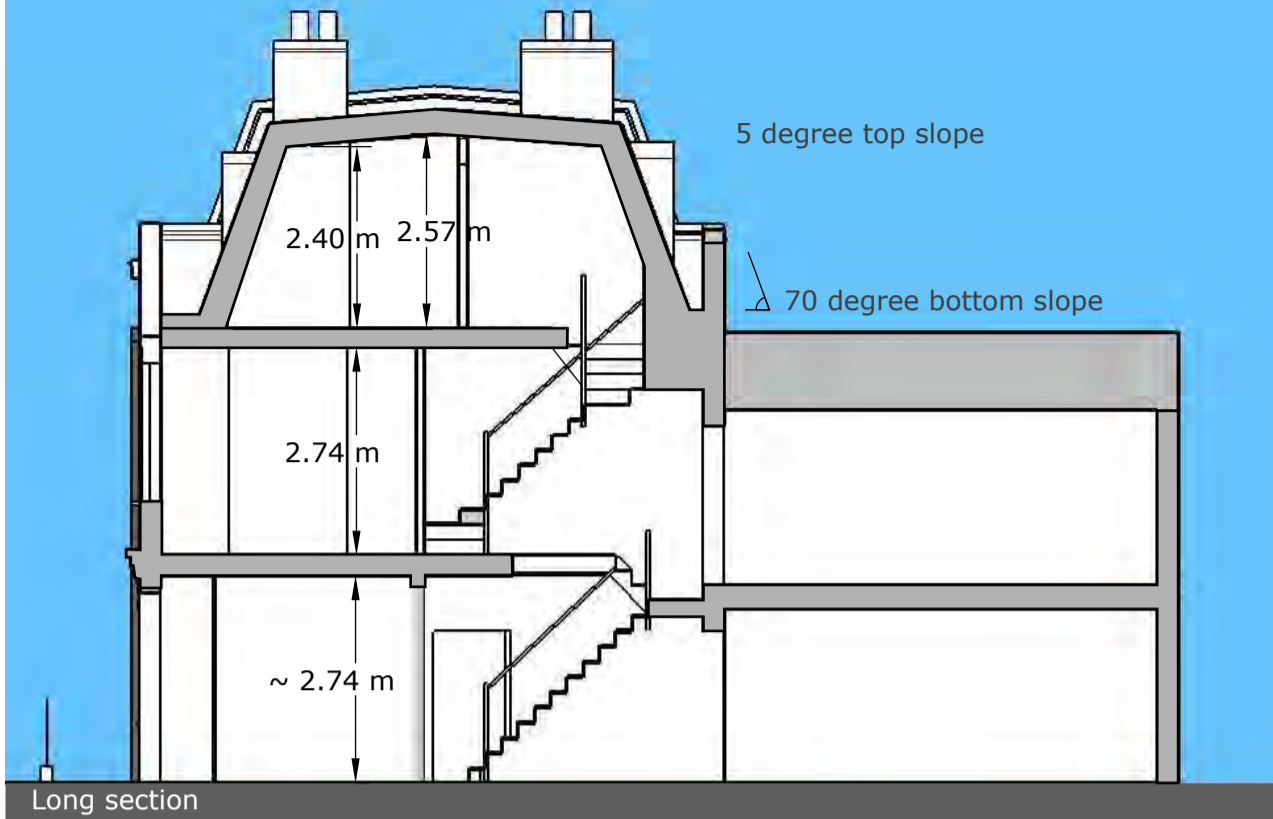 5 degree top slope
2.40 m
2.57 m
70 degree bottom slope
2.74 m
~ 2.74 m
Long section